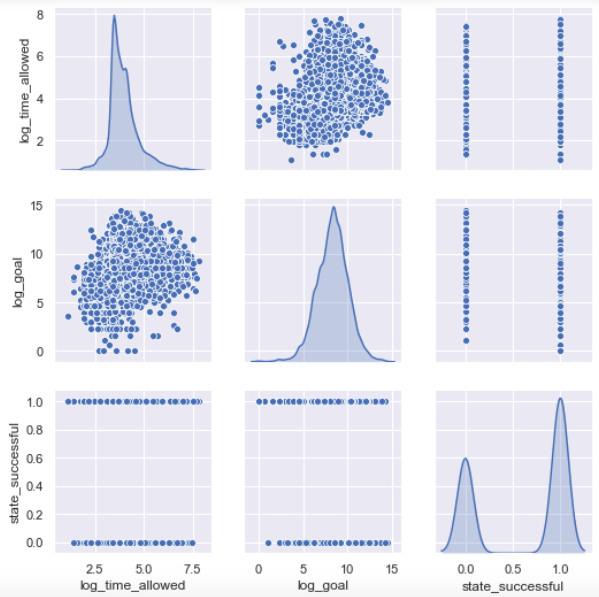 8
6
4
2
log_time_allowed
15
10
5
0
log_goal
1.0
0.8
0.6
0.4
0.2
0.0
state_successful
2.5 5.0 7.5 0 5 10 15 0.0 0.5 1.0
log_time_allowed log_goal state_successful